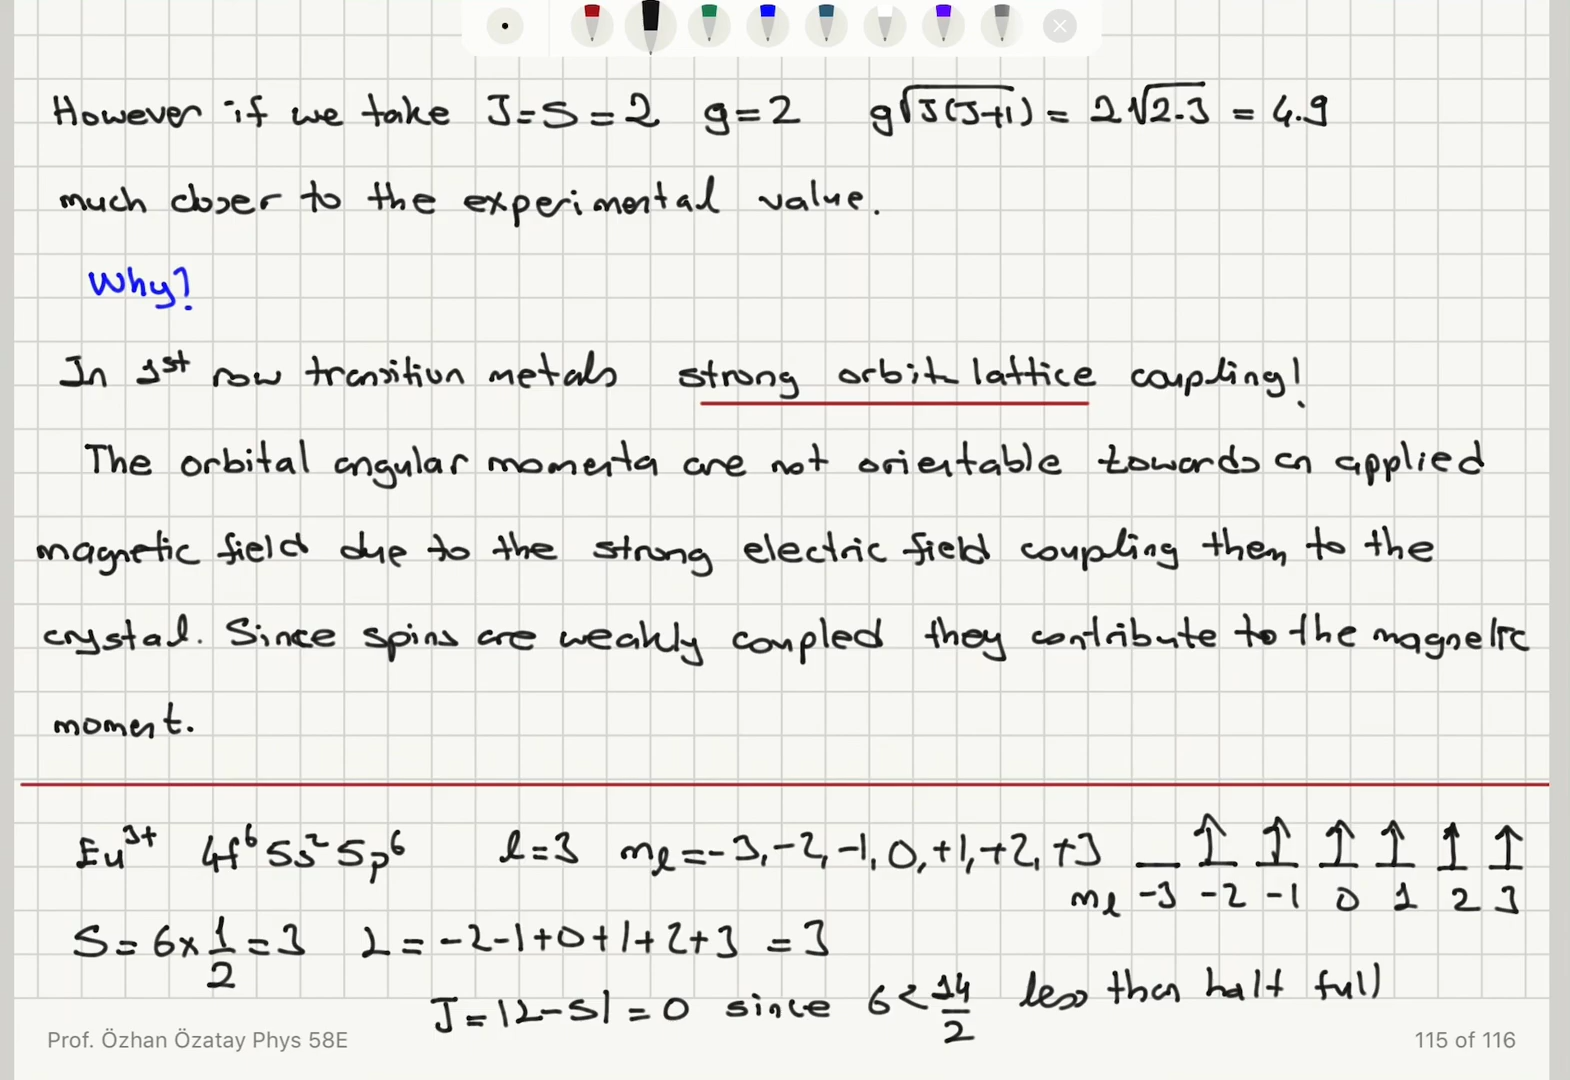 However if we take J=S=2 g=2 g√J(J+1) = 2√2.3 = 4.9
much closer to the experimental value.
Why?
In 1st row transition metals strong orbit lattice coupling!
The orbital angular momenta are not orientable towards an applied
magnetic field due to the strong electric field coupling them to the
crystal. Since spins are weakly coupled they contribute to the magnetic
moment.
Eu³⁺ 4f⁶5s²5p⁶ l=3 mℓ=-3,-2,-1,0,+1,+2,+3
mℓ -3 -2 -1 0 1 2 3
S=6x1/2=3 L=-2-1+0+1+2+3 =3
J=|L-S|=0 since 6<14/2 less than half full
Prof. Özhan Özatay Phys 58E 115 of 116